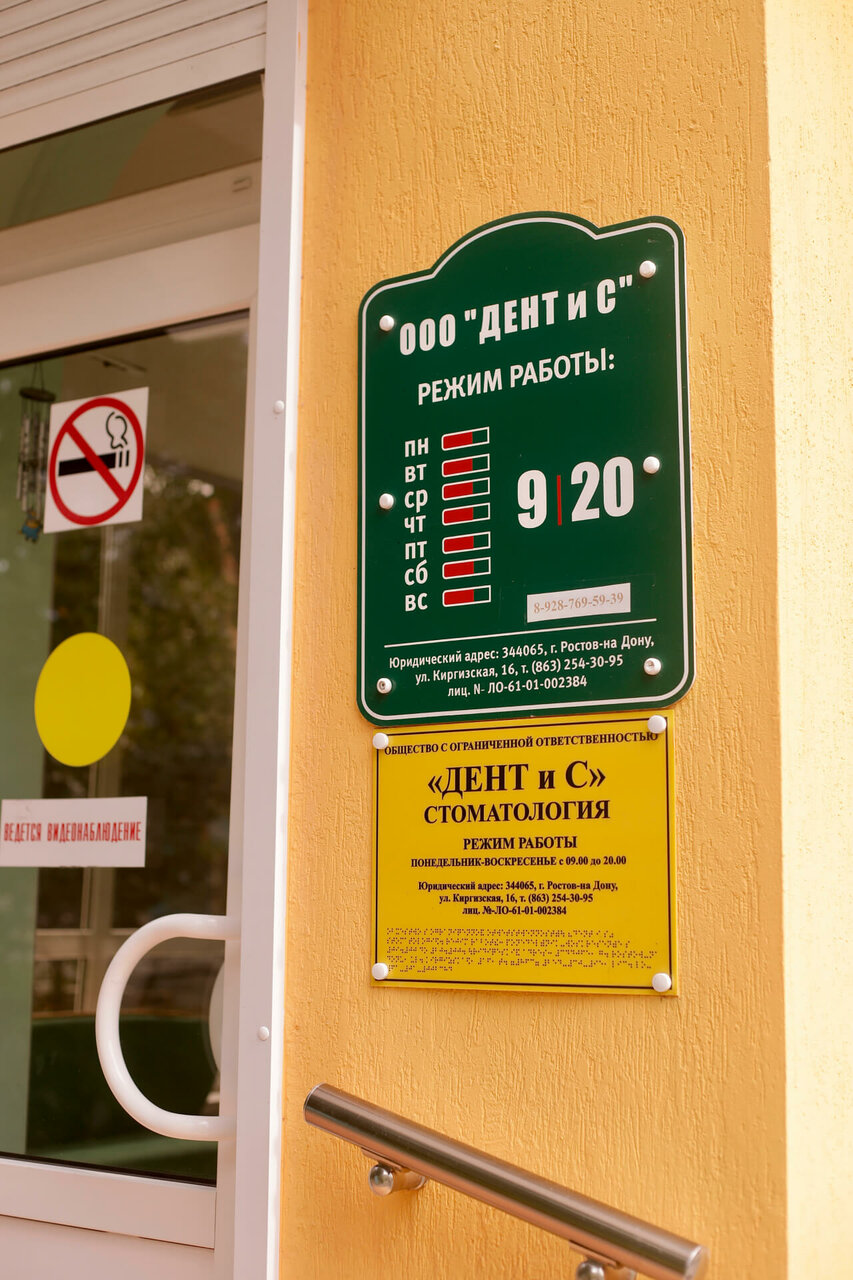 ООО "ДЕНТ и С"
РЕЖИМ РАБОТЫ:
ПН
ВТ
СР
ЧТ
ПТ
СБ
ВС
9|20
8-928-769-59-39
Юридический адрес: 344065, г. Ростов-на Дону,
ул. Киргизская, 16, т. (863) 254-30-95
лиц. N- ЛО-61-01-002384
ОБЩЕСТВО С ОГРАНИЧЕННОЙ ОТВЕТСТВЕННОСТЬЮ
«ДЕНТ и С»
СТОМАТОЛОГИЯ
РЕЖИМ РАБОТЫ
ПОНЕДЕЛЬНИК-ВОСКРЕСЕНЬЕ с 09.00 до 20.00
Юридический адрес: 344065, г. Ростов-на Дону,
ул. Киргизская, 16, т. (863) 254-30-95
лиц. №-ЛО-61-01-002384
ВЕДЕТСЯ ВИДЕОНАБЛЮДЕНИЕ